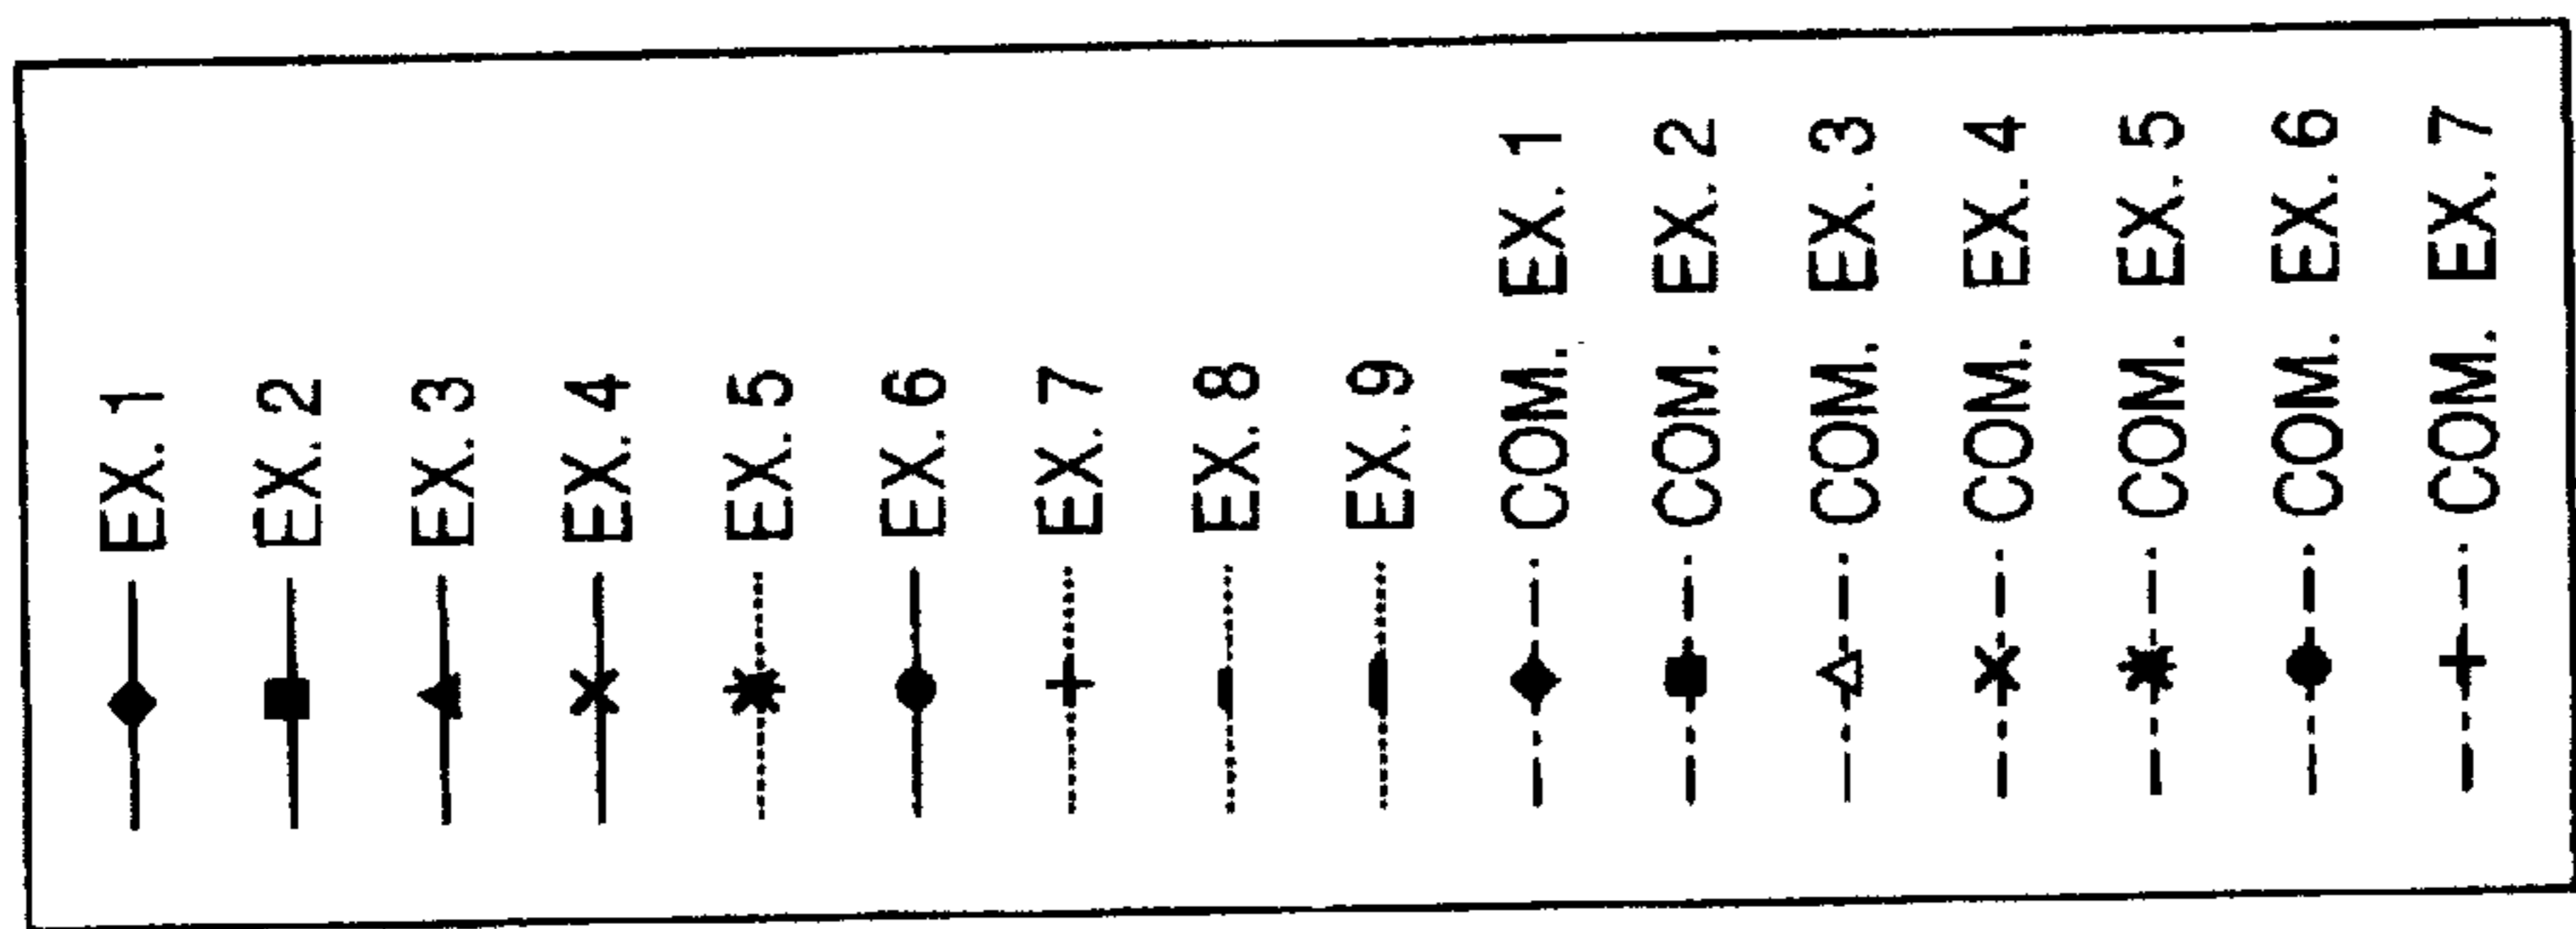 EX. 1
EX. 2
EX. 3
EX. 4
EX. 5
EX. 6
EX. 7
EX. 8
EX. 9
COM. EX. 1
COM. EX. 2
COM. EX. 3
COM. EX. 4
COM. EX. 5
COM. EX. 6
COM. EX. 7